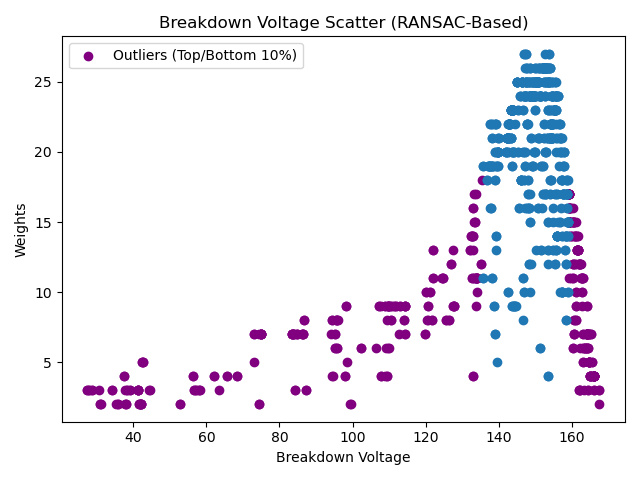 Breakdown Voltage Scatter (RANSAC-Based)
Outliers (Top/Bottom 10%)
25
20
15
10
5
Weights
40 60 80 100 120 140 160
Breakdown Voltage